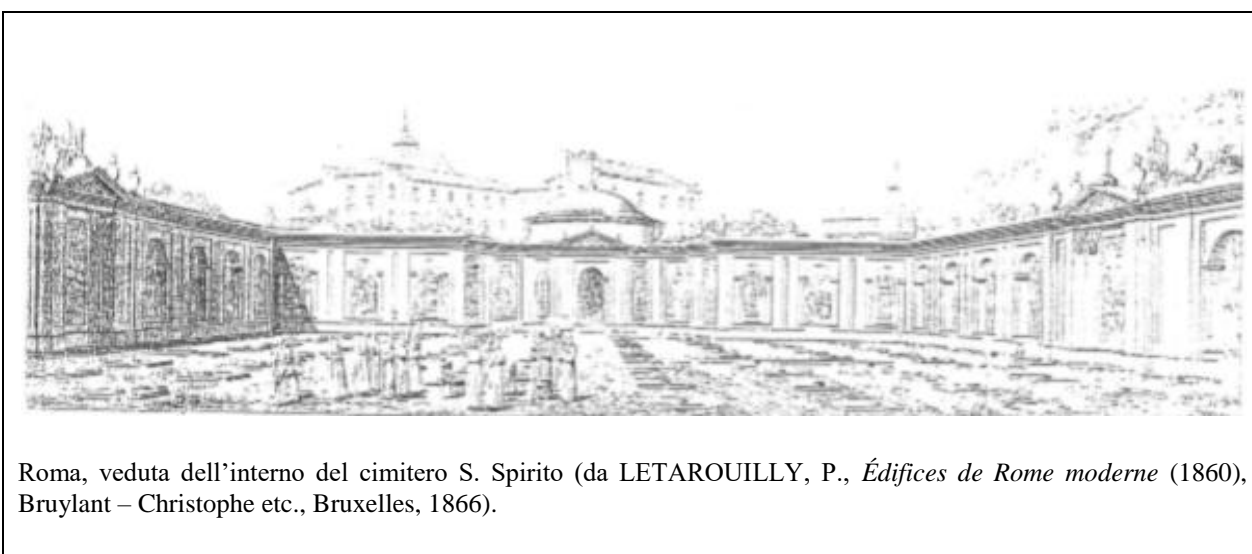 Roma, veduta dell’interno del cimitero S. Spirito (da LETAROUILLY, P., Édifices de Rome moderne (1860),
Bruylant – Christophe etc., Bruxelles, 1866).